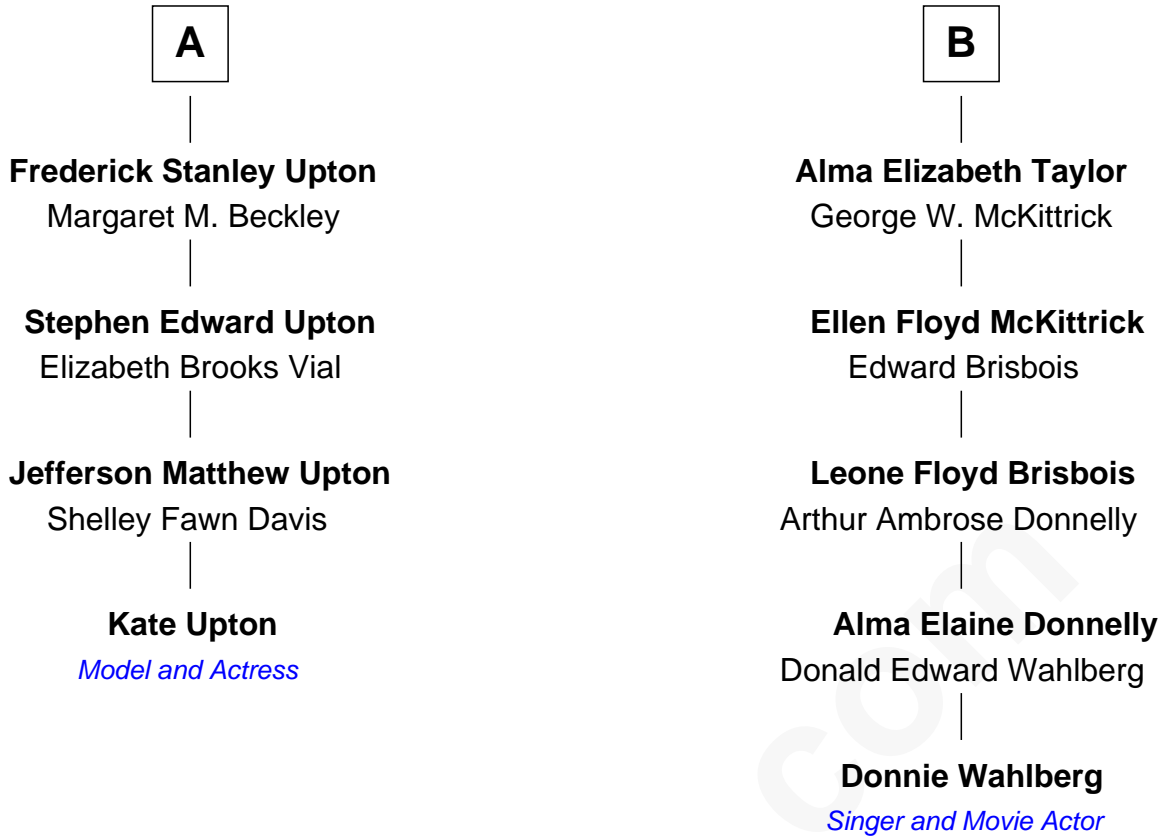 A
Frederick Stanley Upton
Margaret M. Beckley
Stephen Edward Upton
Elizabeth Brooks Vial
Jefferson Matthew Upton
Shelley Fawn Davis
Kate Upton
Model and Actress
B
Alma Elizabeth Taylor
George W. McKittrick
Ellen Floyd McKittrick
Edward Brisbois
Leone Floyd Brisbois
Arthur Ambrose Donnelly
Alma Elaine Donnelly
Donald Edward Wahlberg
Donnie Wahlberg
Singer and Movie Actor
com